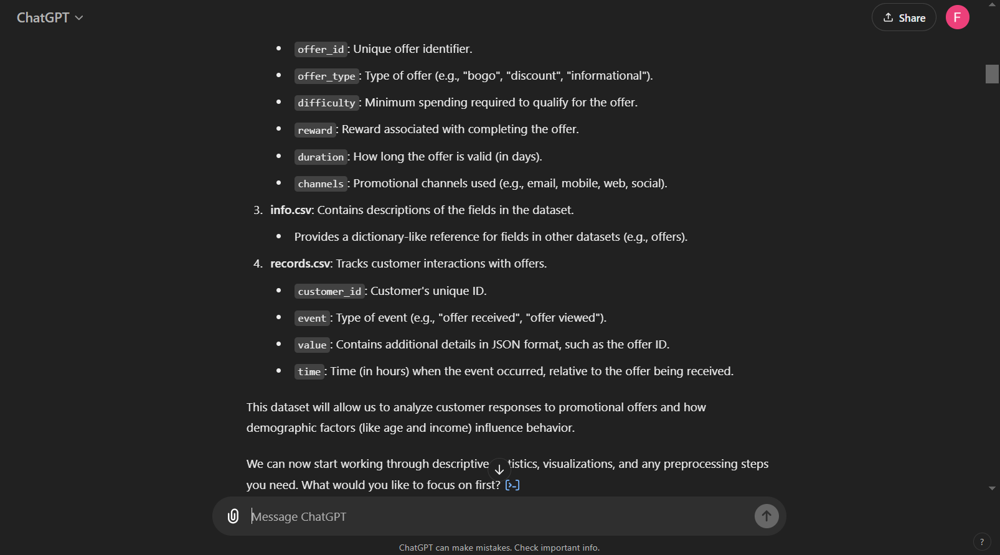 ChatGPT
Share
F
• offer_id: Unique offer identifier.
• offer_type: Type of offer (e.g., "bogo", "discount", "informational").
• difficulty: Minimum spending required to qualify for the offer.
• reward: Reward associated with completing the offer.
• duration: How long the offer is valid (in days).
• channels: Promotional channels used (e.g., email, mobile, web, social).
3. info.csv: Contains descriptions of the fields in the dataset.
• Provides a dictionary-like reference for fields in other datasets (e.g., offers).
4. records.csv: Tracks customer interactions with offers.
• customer_id: Customer's unique ID.
• event: Type of event (e.g., "offer received", "offer viewed").
• value: Contains additional details in JSON format, such as the offer ID.
• time: Time (in hours) when the event occurred, relative to the offer being received.
This dataset will allow us to analyze customer responses to promotional offers and how
demographic factors (like age and income) influence behavior.
We can now start working through descriptive tistics, visualizations, and any preprocessing steps
you need. What would you like to focus on first? [>-]
Message ChatGPT
ChatGPT can make mistakes. Check important info.
?